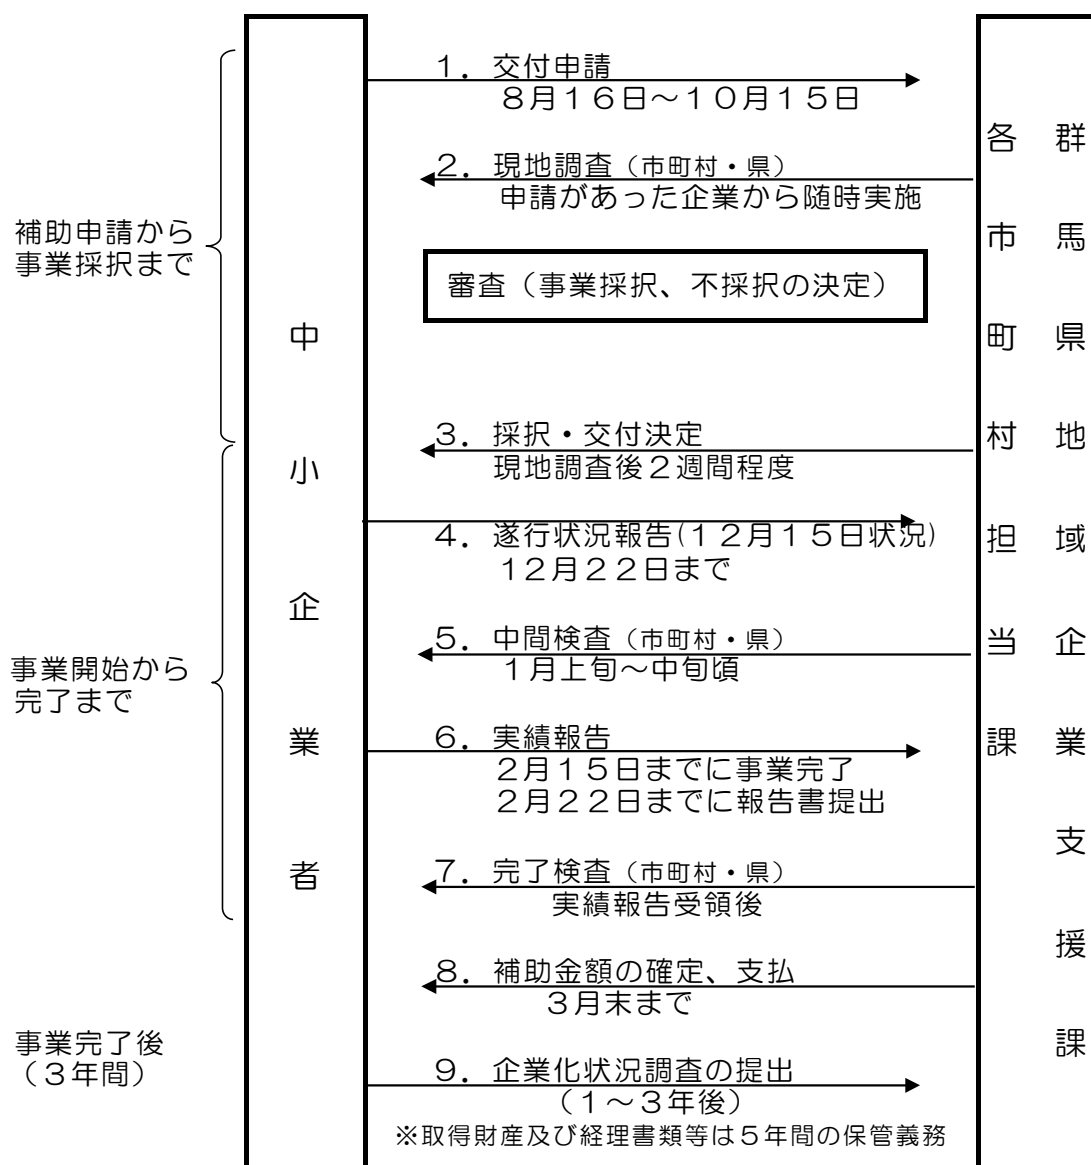 補助申請から
事業採択まで
事業開始から
完了まで
事業完了後
(3年間)
中小企業者
1．交付申請
8月16日～10月15日
2．現地調査(市町村・県)
申請があった企業から随時実施
審査(事業採択、不採択の決定)
3．採択・交付決定
現地調査後2週間程度
4．遂行状況報告(12月15日状況)
12月22日まで
5．中間検査(市町村・県)
1月上旬～中旬頃
6．実績報告
2月15日までに事業完了
2月22日までに報告書提出
7．完了検査(市町村・県)
実績報告受領後
8．補助金額の確定、支払
3月末まで
9．企業化状況調査の提出
(1～3年後)
※取得財産及び経理書類等は5年間の保管義務
群馬県地域企業支援課
各市町村担当課